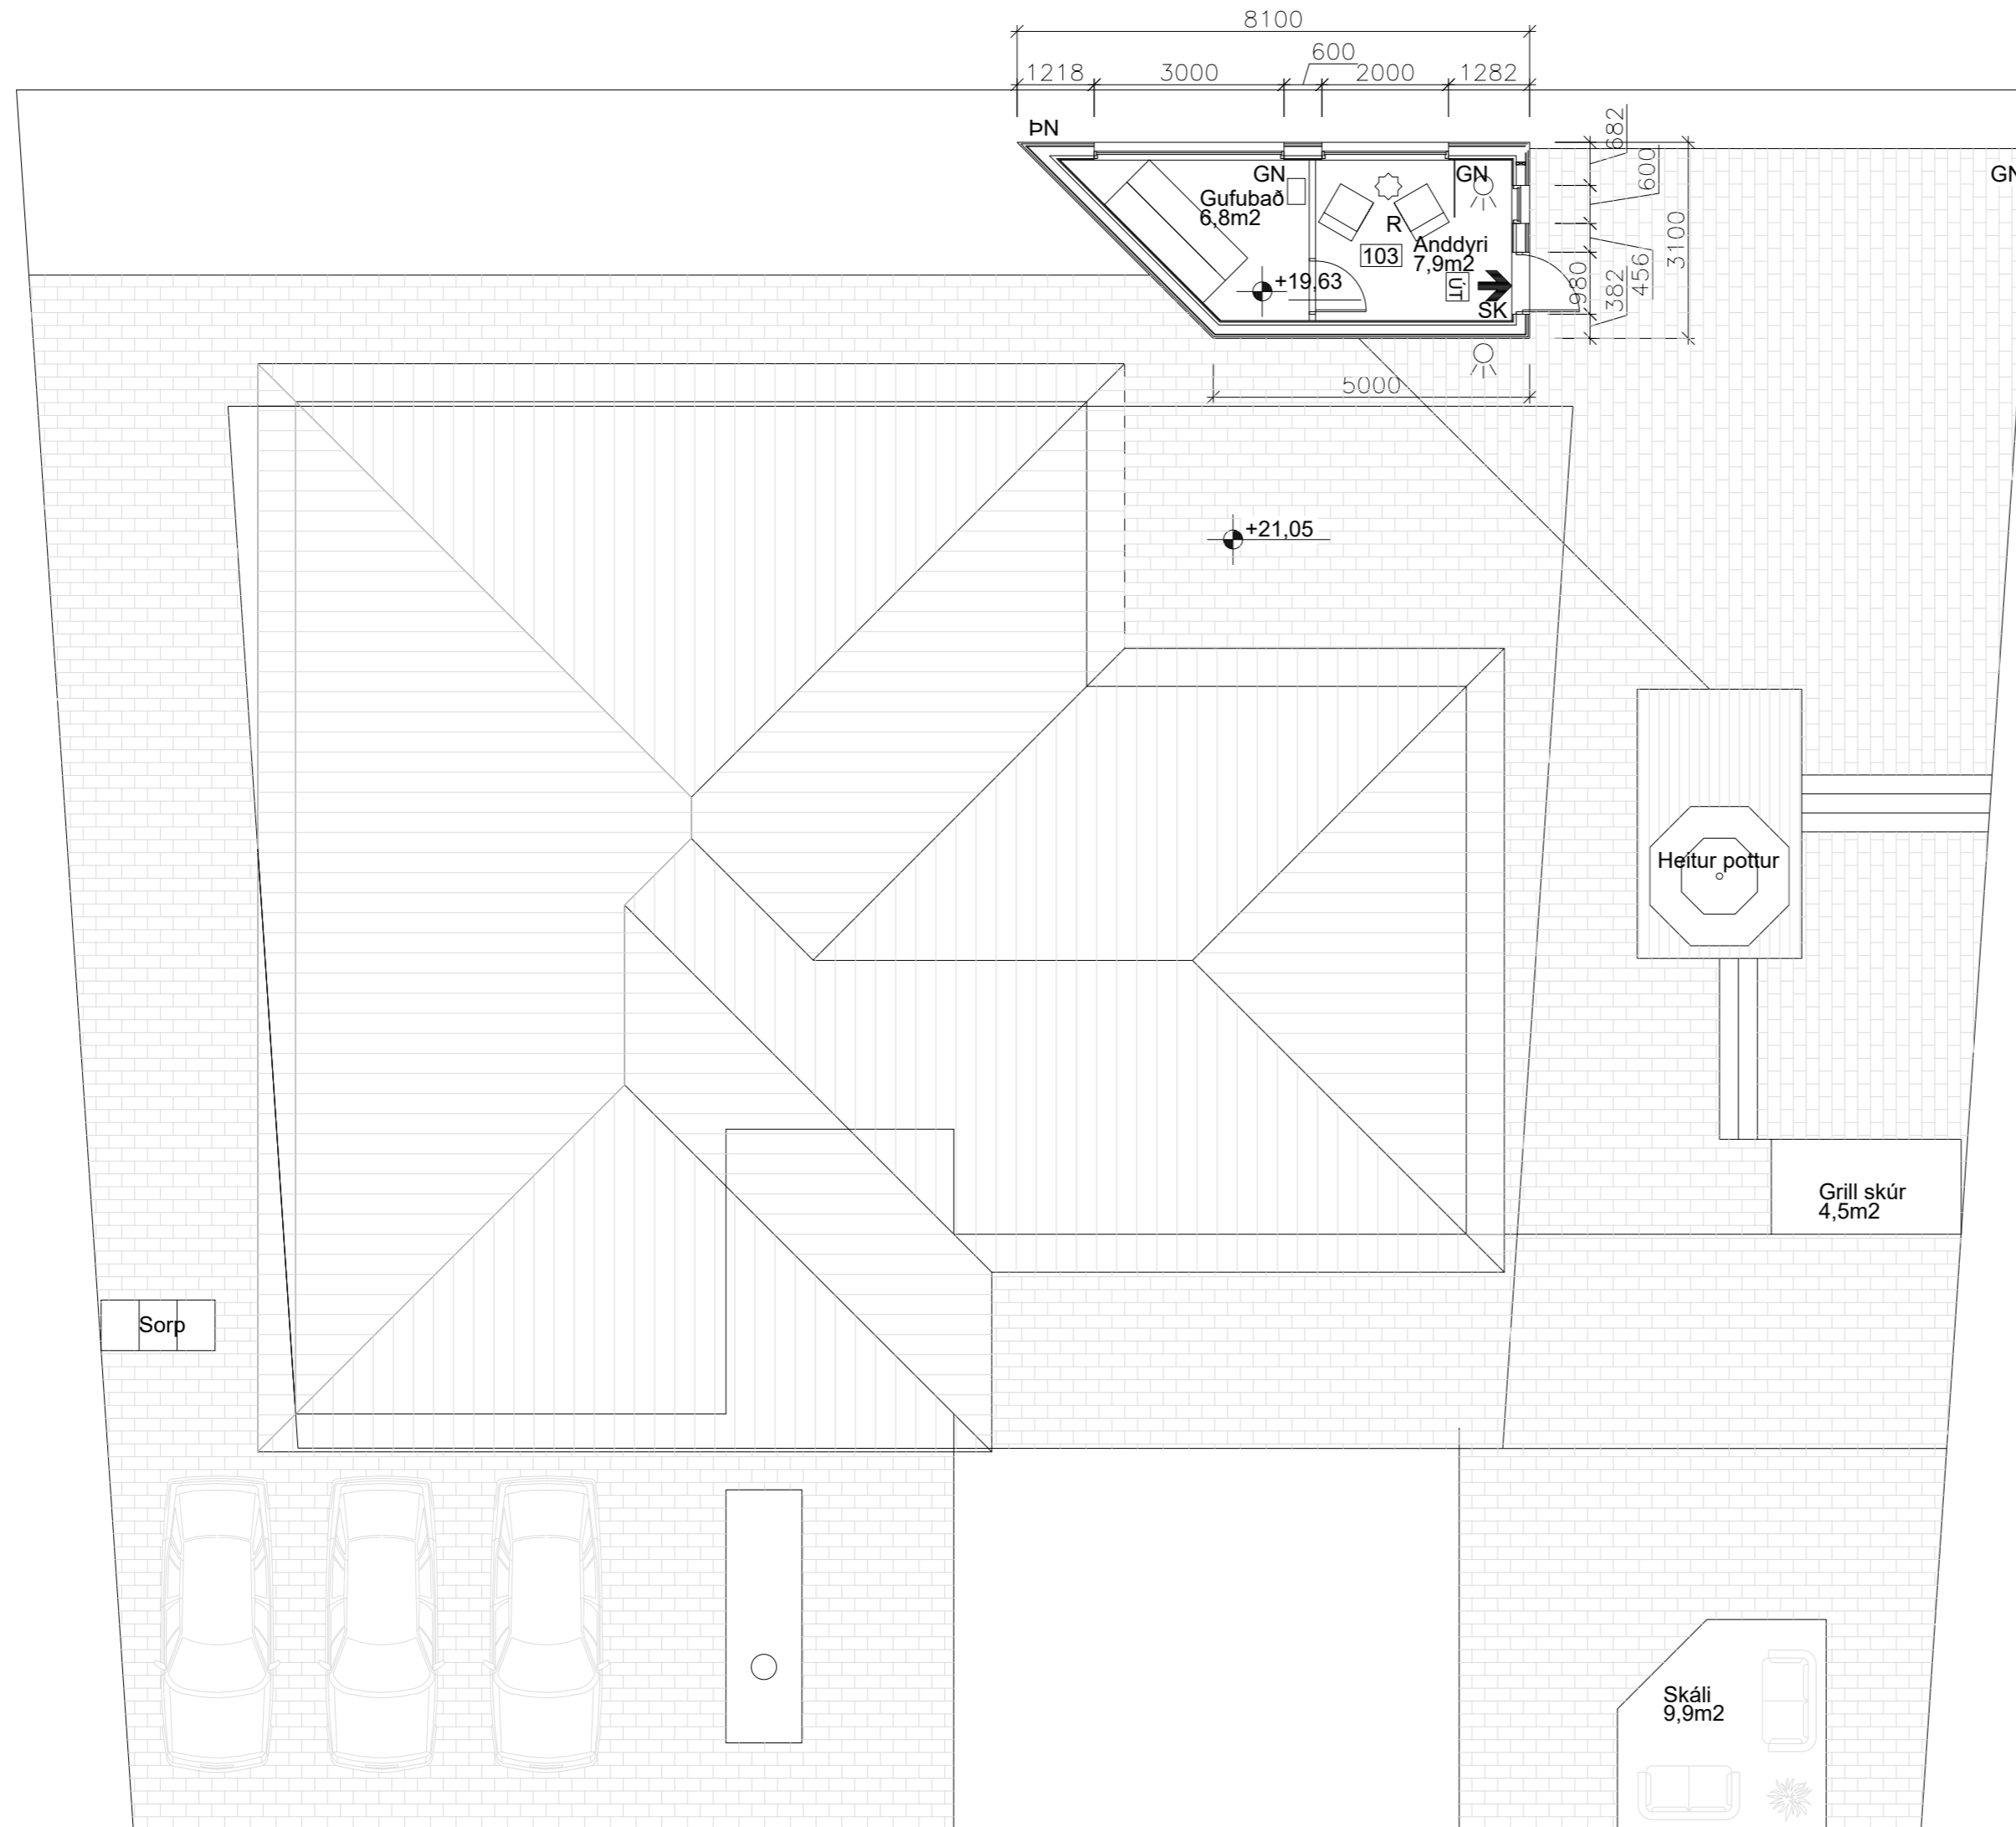 8100
600
1218
3000
2000
1282
ÞN
682
600
GN
GN
GN
Gufubað
6,8m2
R
103
Anddyri
7,9m2
ÚT
SK
+19,63
980
382
456
3100
5000
+21,05
Heitur pottur
Grill skúr
4,5m2
Sorp
Skáli
9,9m2